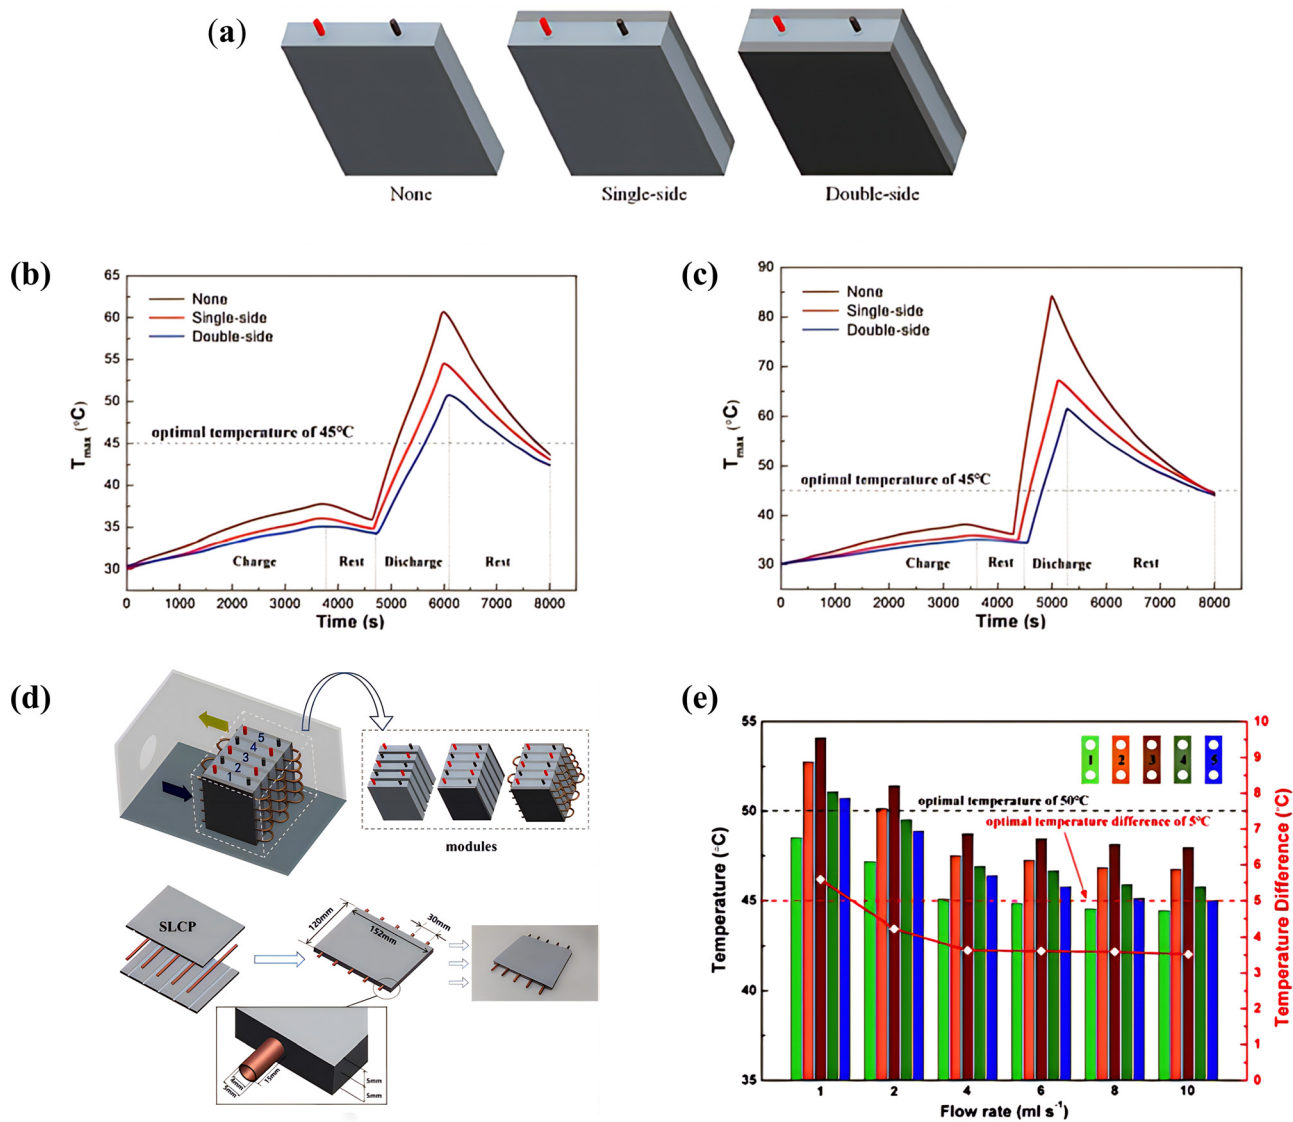 (a)
None
Single-side
Double-side
(b)
65
60
55
50
45
40
35
30
T_max (°C)
None
Single-side
Double-side
optimal temperature of 45°C
Charge
Rest
Discharge
Rest
0
1000
2000
3000
4000
5000
6000
7000
8000
Time (s)
(c)
90
80
70
60
50
40
30
T_max (°C)
None
Single-side
Double-side
optimal temperature of 45°C
Charge
Rest
Discharge
Rest
0
1000
2000
3000
4000
5000
6000
7000
8000
Time (s)
(d)
5
4
3
2
1
modules
SLCP
120mm
152mm
30mm
4mm
5mm
15mm
5mm
5mm
(e)
55
50
45
40
35
Temperature (°C)
1
2
3
4
5
optimal temperature of 50°C
optimal temperature difference of 5°C
10
9
8
7
6
5
4
3
2
1
0
Temperature Difference (°C)
1
2
4
6
8
10
Flow rate (ml s⁻¹)